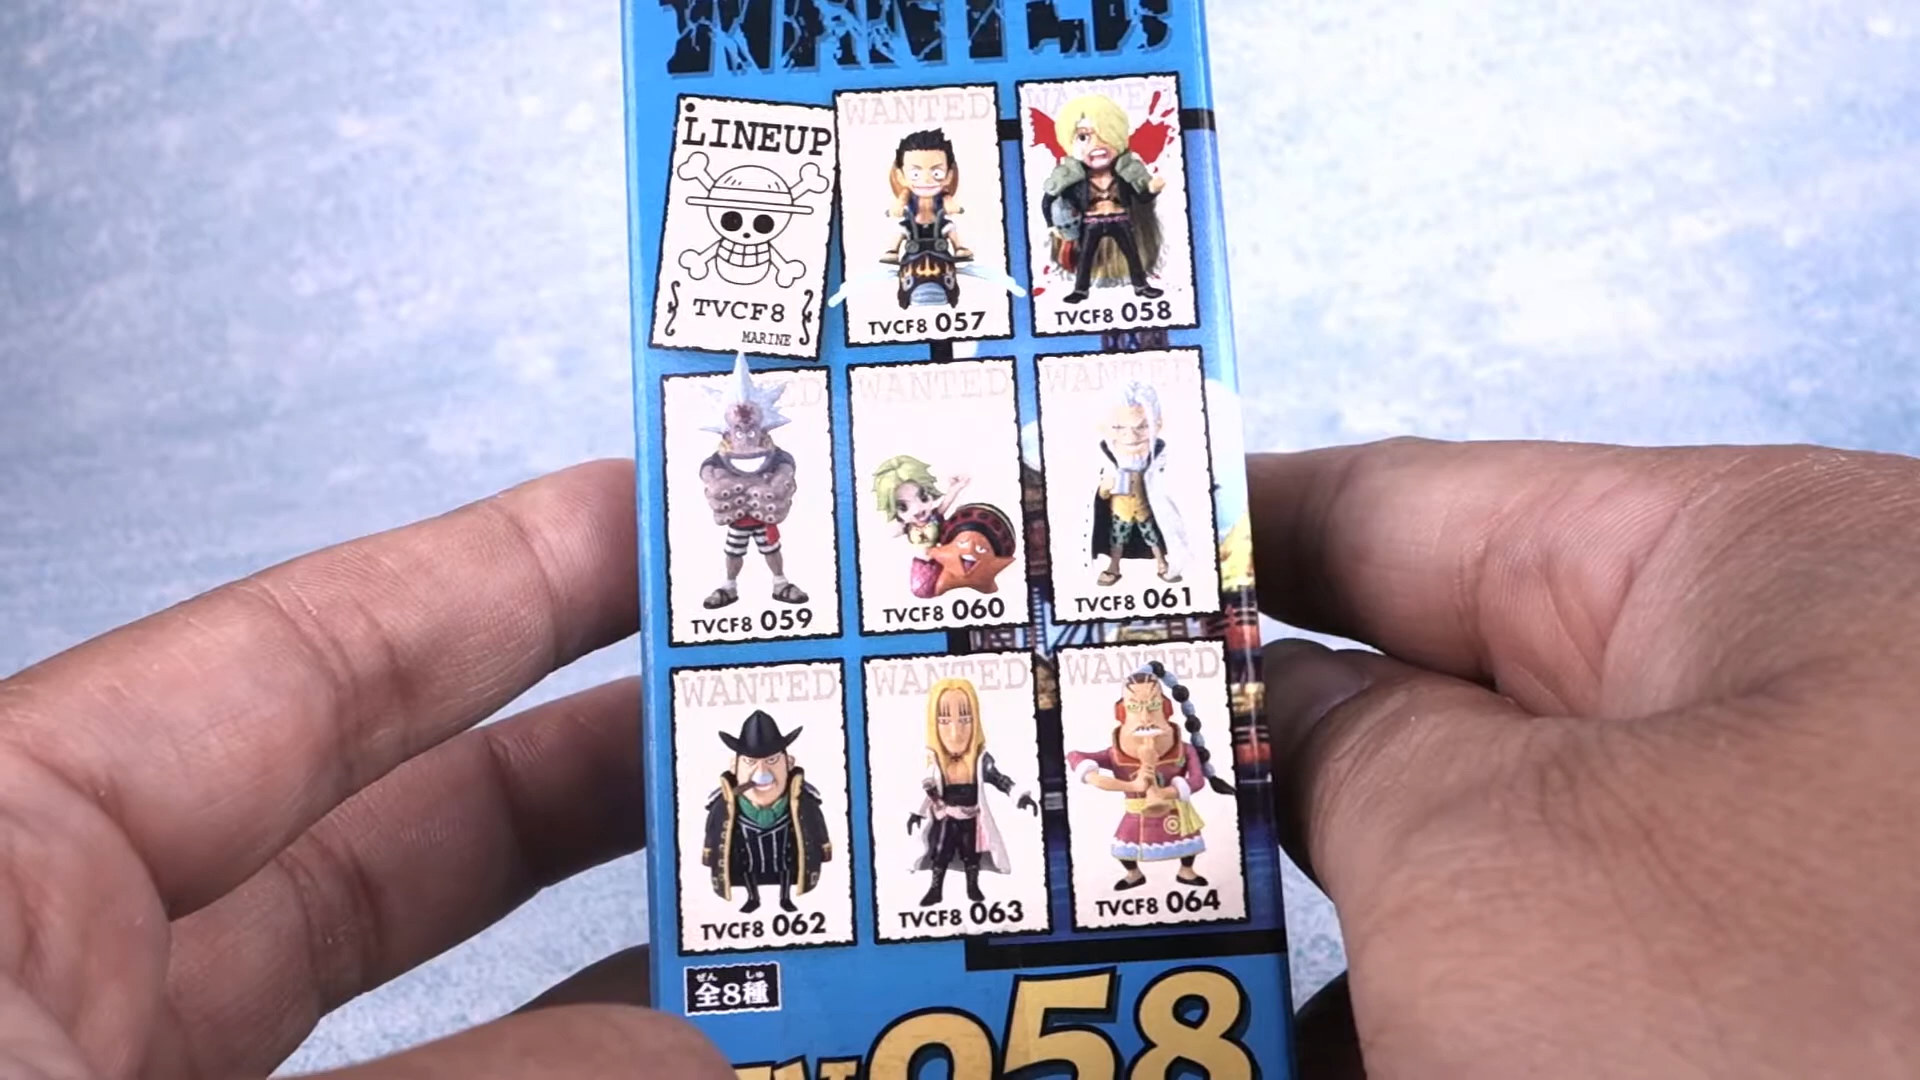 WANTED
LINEUP
TVCF8
MARINE
WANTED
TVCF8 057
WANTED
TVCF8 058
WANTED
TVCF8 059
WANTED
TVCF8 060
WANTED
TVCF8 061
WANTED
TVCF8 062
WANTED
TVCF8 063
WANTED
TVCF8 064
ぜん しゅ
全8種
058